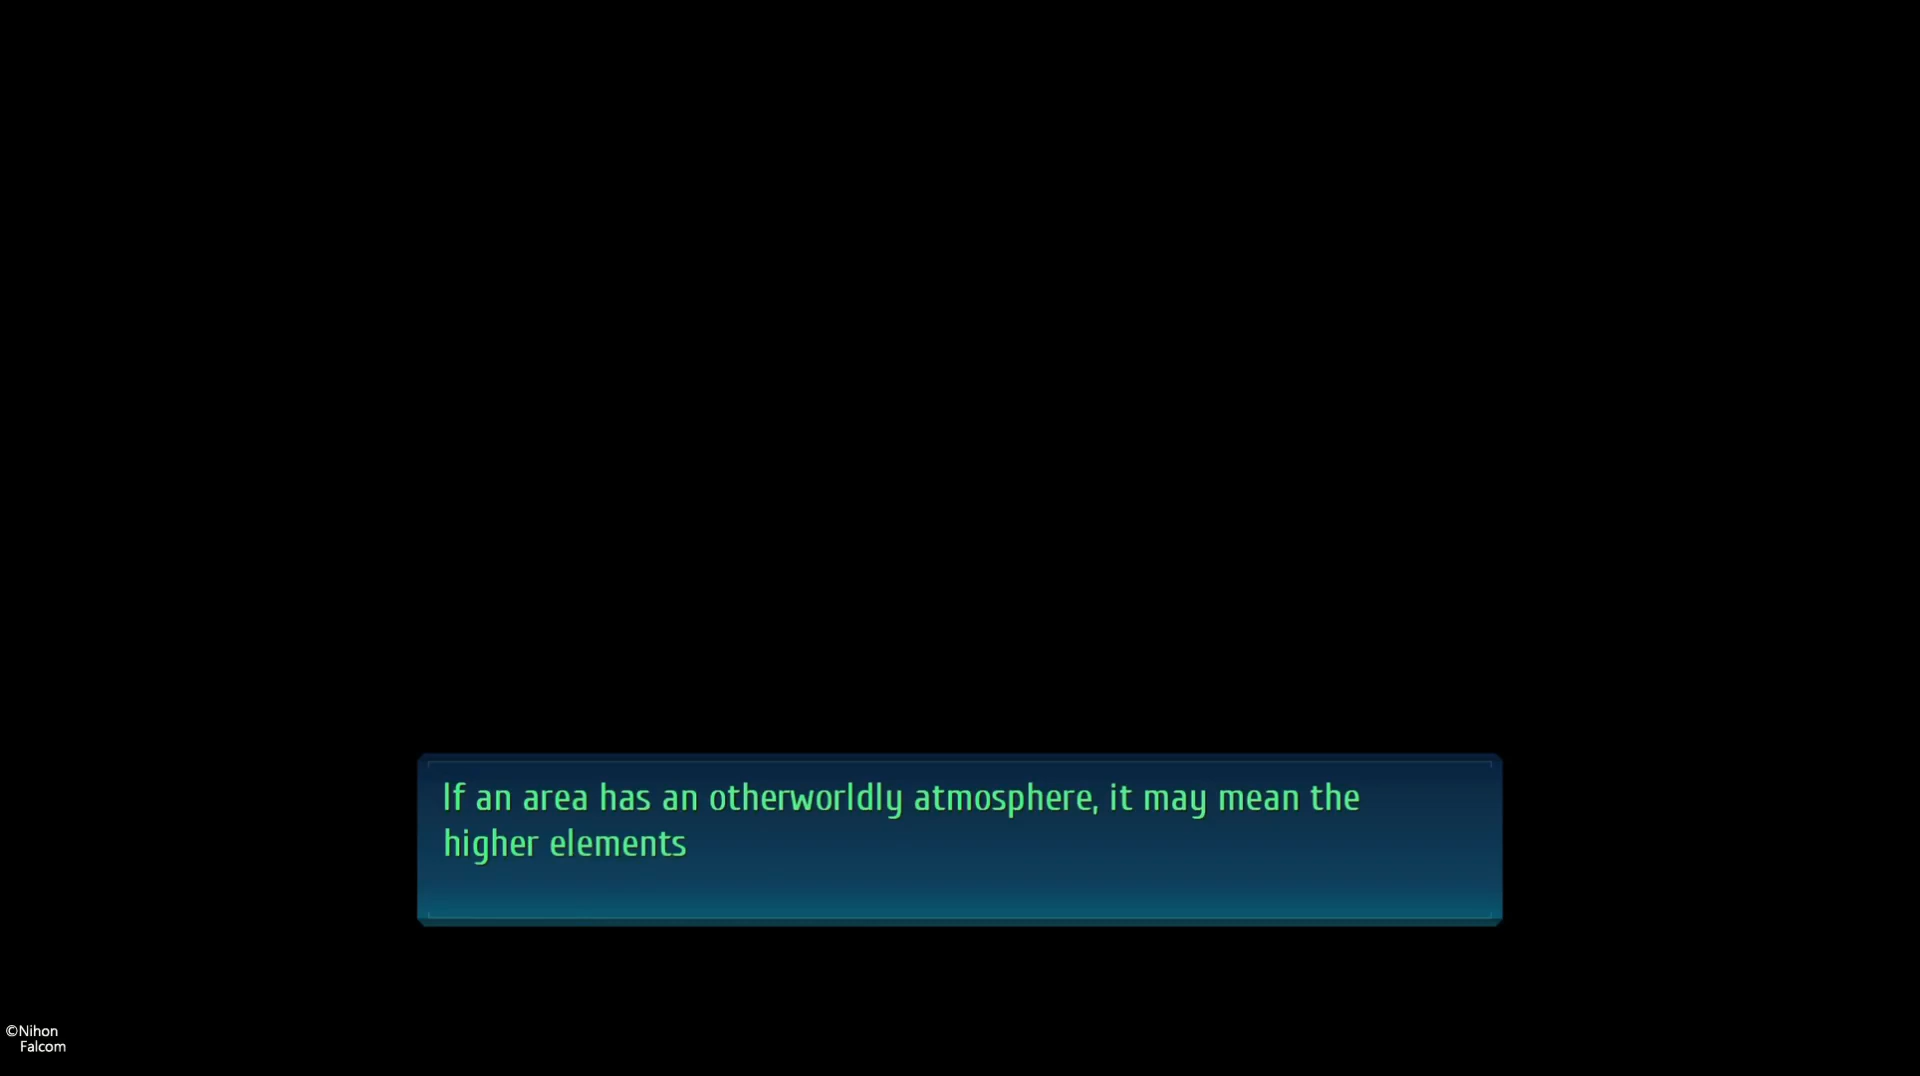 If an area has an otherworldly atmosphere, it may mean the
higher elements
©Nihon
Falcom